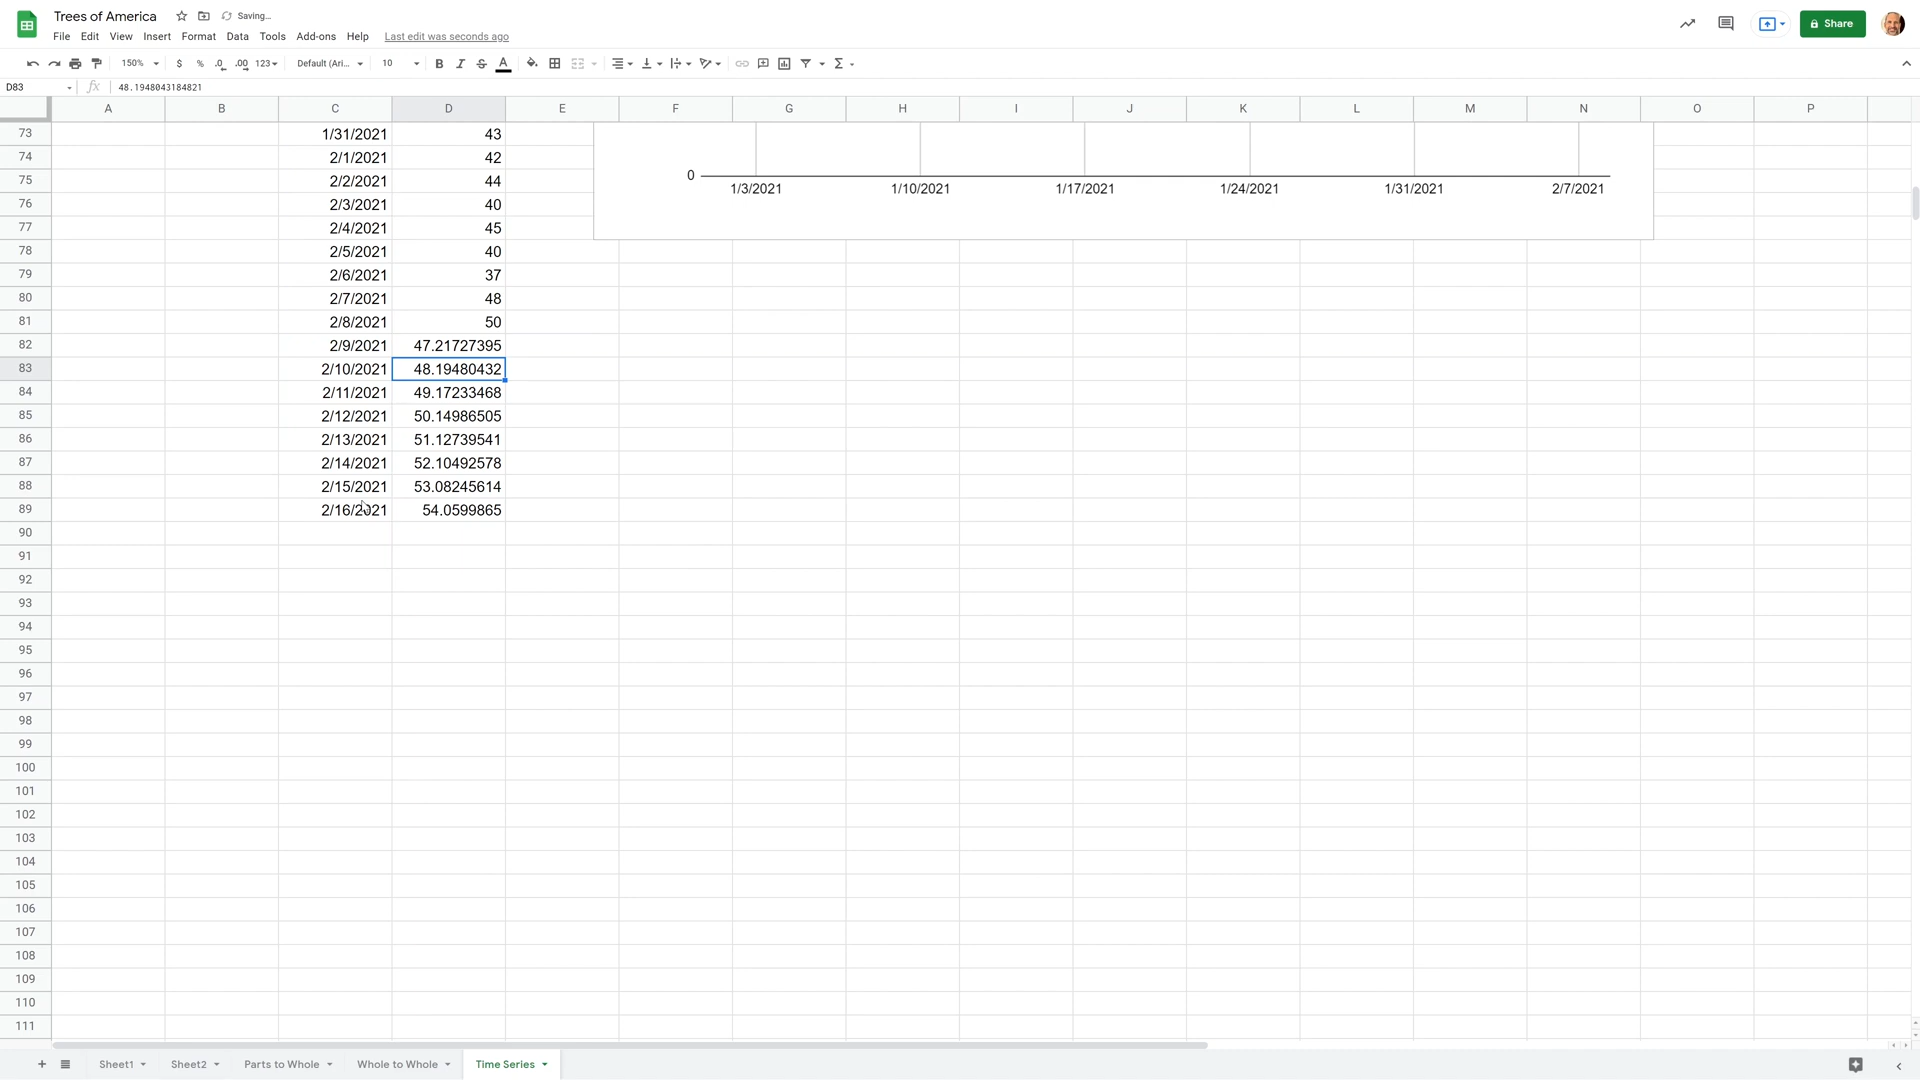 Trees of America Saving…
Share
File Edit View Insert Format Data Tools Add-ons Help Last edit was seconds ago
150% $ % .0 .00 123 Default (Ari... 10 B I S A Σ
D83 fx 48.1948043184821
A B C D E F G H I J K L M N O P
73 1/31/2021 43
74 2/1/2021 42
75 2/2/2021 44 0
1/3/2021 1/10/2021 1/17/2021 1/24/2021 1/31/2021 2/7/2021
76 2/3/2021 40
77 2/4/2021 45
78 2/5/2021 40
79 2/6/2021 37
80 2/7/2021 48
81 2/8/2021 50
82 2/9/2021 47.21727395
83 2/10/2021 48.19480432
84 2/11/2021 49.17233468
85 2/12/2021 50.14986505
86 2/13/2021 51.12739541
87 2/14/2021 52.10492578
88 2/15/2021 53.08245614
89 2/16/2021 54.0599865
90
91
92
93
94
95
96
97
98
99
100
101
102
103
104
105
106
107
108
109
110
111
Sheet1 Sheet2 Parts to Whole Whole to Whole Time Series